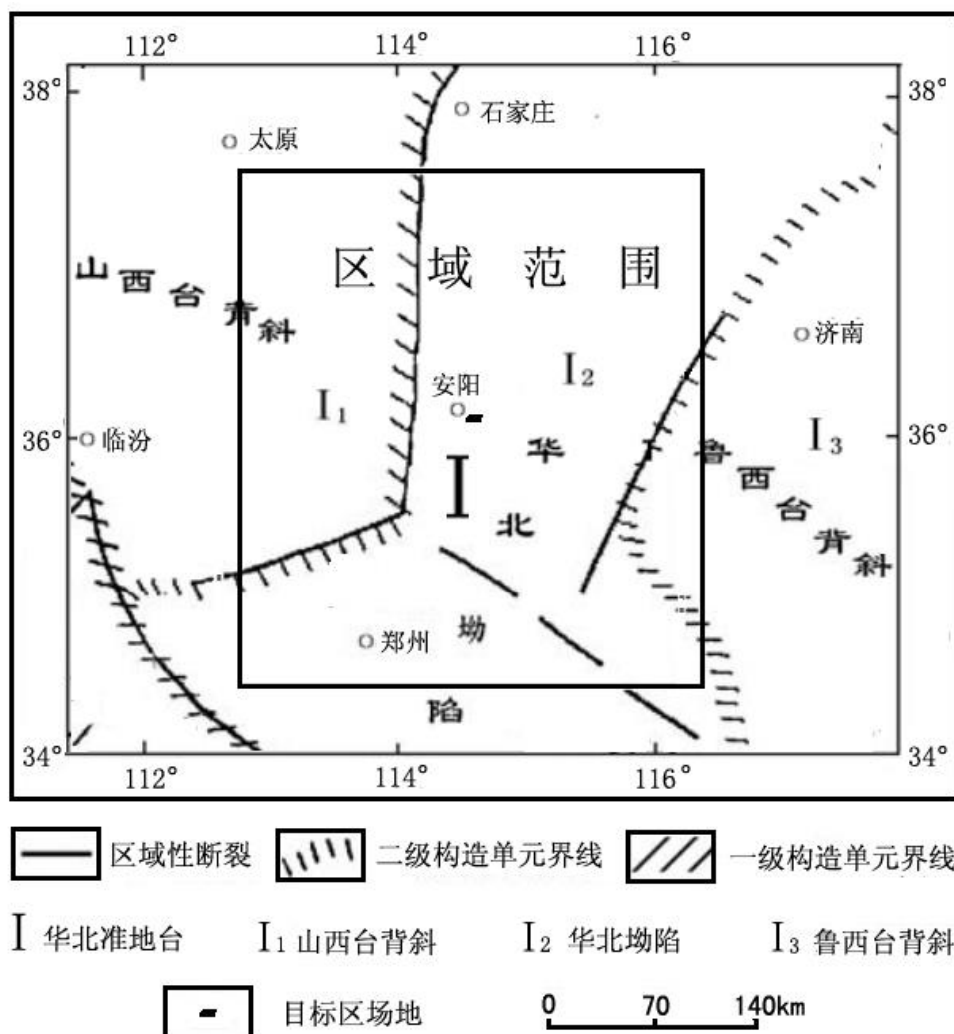 112°
114°
116°
38°
38°
石家庄
太原
区域范围
山西台背斜
济南
I₂
安阳
I₁
I₃
36°
36°
临汾
华
鲁西台背斜
I
北
坳
郑州
陷
34°
34°
112°
114°
116°
区域性断裂
二级构造单元界线
一级构造单元界线
I 华北准地台
I₁ 山西台背斜
I₂ 华北坳陷
I₃ 鲁西台背斜
目标区场地
0 70 140km